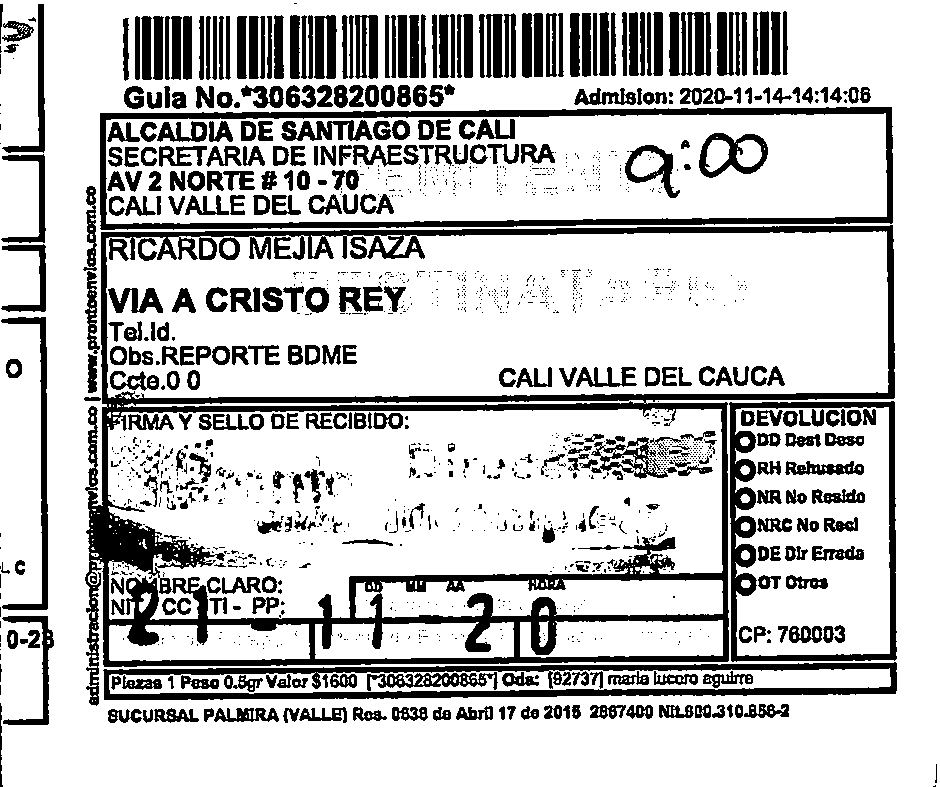 Guia No.*306328200865*
Admision: 2020-11-14-14:14:06
ALCALDIA DE SANTIAGO DE CALI
SECRETARIA DE INFRAESTRUCTURA
AV 2 NORTE # 10 - 70
CALI VALLE DEL CAUCA
9:00
RICARDO MEJIA ISAZA
VIA A CRISTO REY
Tel.Id.
Obs.REPORTE BDME
Ccte.0 0
CALI VALLE DEL CAUCA
FIRMA Y SELLO DE RECIBIDO:
DEVOLUCION
DD Dest Desc
RH Rehusado
NR No Reside
NRC No Recl
DE Dir Errada
OT Otros
CP: 760003
NOMBRE CLARO:
NIT CC TI - PP:
DD MM AA HORA
21-11 20
Piezas 1 Peso 0.5gr Valor $1600 [*306328200865*] Oda: [92737] maria lucero aguirre
SUCURSAL PALMIRA (VALLE) Res. 0638 de Abril 17 de 2015 2867400 Nit.800.310.856-2
administracion@prontoenvios.com.co | www.prontoenvios.com.co
O
C
0-28